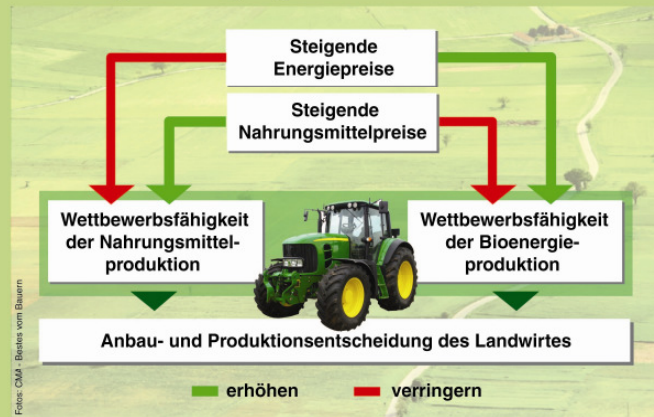 Steigende
Energiepreise
Steigende
Nahrungsmittelpreise
Wettbewerbsfähigkeit
der Nahrungsmittel-
produktion
Wettbewerbsfähigkeit
der Bioenergie-
produktion
Anbau- und Produktionsentscheidung des Landwirtes
erhöhen
verringern
Fotos: CMA - Bestes vom Bauern